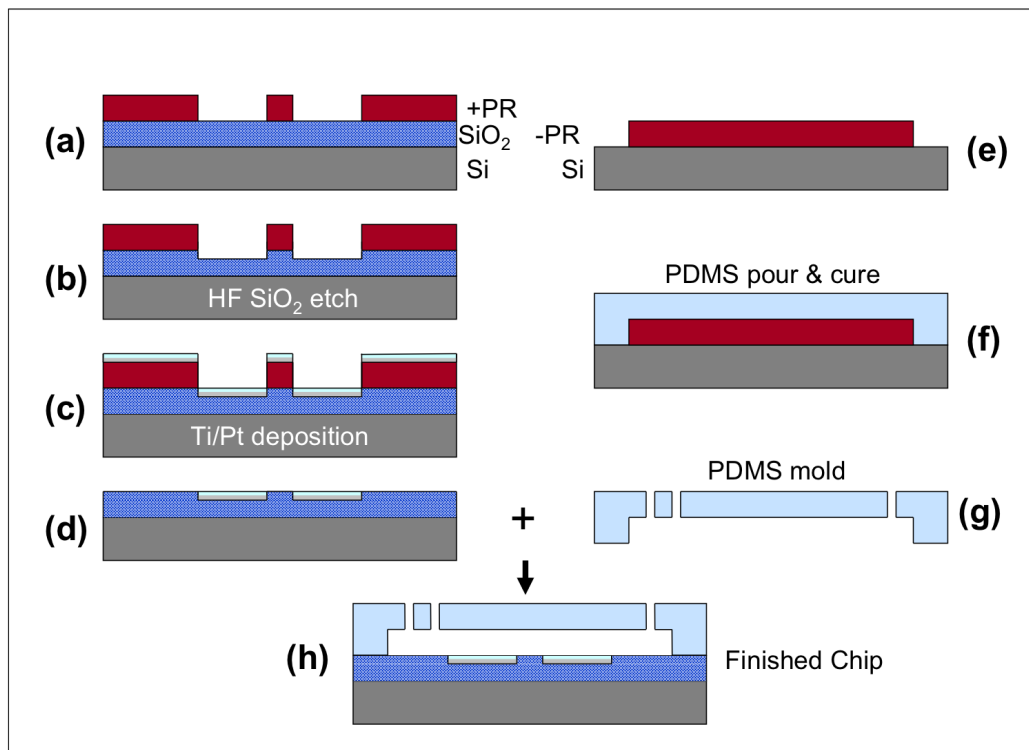 (a)
+PR
SiO₂
Si
-PR
Si
(e)
(b)
HF SiO₂ etch
PDMS pour & cure
(f)
(c)
Ti/Pt deposition
(d)
PDMS mold
(g)
+
(h)
Finished Chip